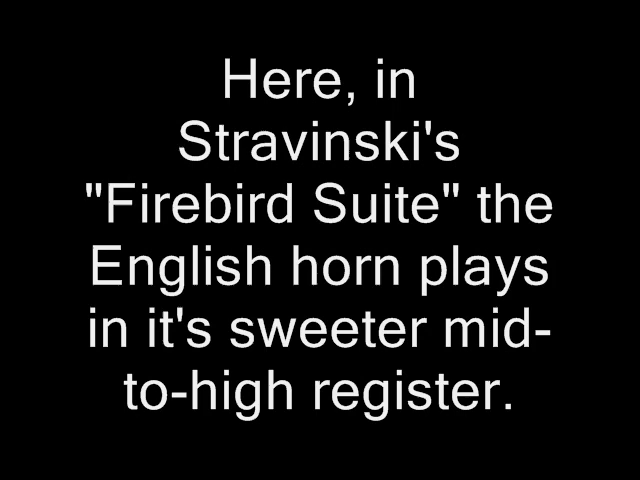 Here, in
Stravinski's
"Firebird Suite" the
English horn plays
in it's sweeter mid-
to-high register.